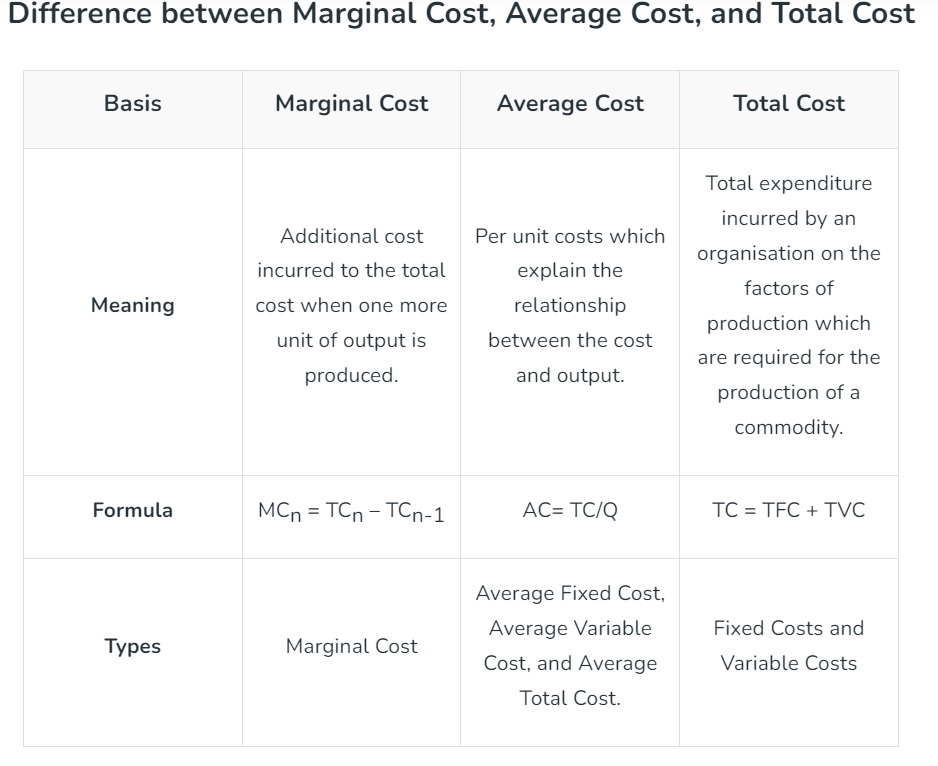 Difference between Marginal Cost, Average Cost, and Total Cost
Basis
Marginal Cost
Average Cost
Total Cost
Meaning
Additional cost
incurred to the total
cost when one more
unit of output is
produced.
Per unit costs which
explain the
relationship
between the cost
and output.
Total expenditure
incurred by an
organisation on the
factors of
production which
are required for the
production of a
commodity.
Formula
MCn = TCn – TCn-1
AC= TC/Q
TC = TFC + TVC
Types
Marginal Cost
Average Fixed Cost,
Average Variable
Cost, and Average
Total Cost.
Fixed Costs and
Variable Costs